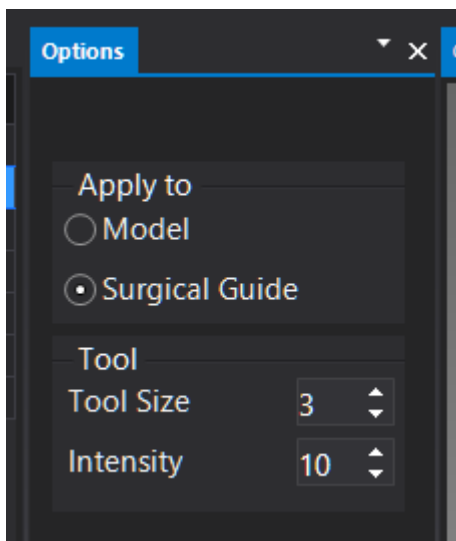 Options
Apply to
Model
Surgical Guide
Tool
Tool Size 3
Intensity 10